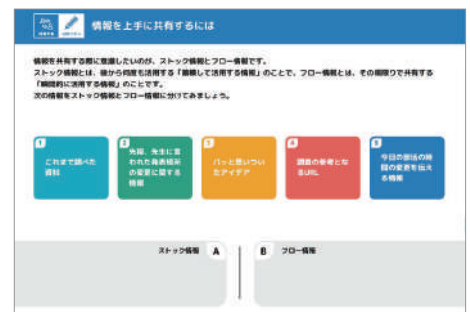 情報を上手に共有するには
情報を共有する際に意識したいのが、ストック情報とフロー情報です。
ストック情報とは、後から何度も活用する「蓄積して活用する情報」のことで、フロー情報とは、その場限りで共有する
「瞬間的に活用する情報」のことです。
次の情報をストック情報とフロー情報に分けてみましょう。
1
これまで調べた
資料
2
先輩、先生に言
われた発表場所
の変更に関する
情報
3
パッと思いつい
たアイデア
4
調査の参考とな
るURL
5
今日の部活の時
間の変更を伝え
る情報
ストック情報 A
B フロー情報